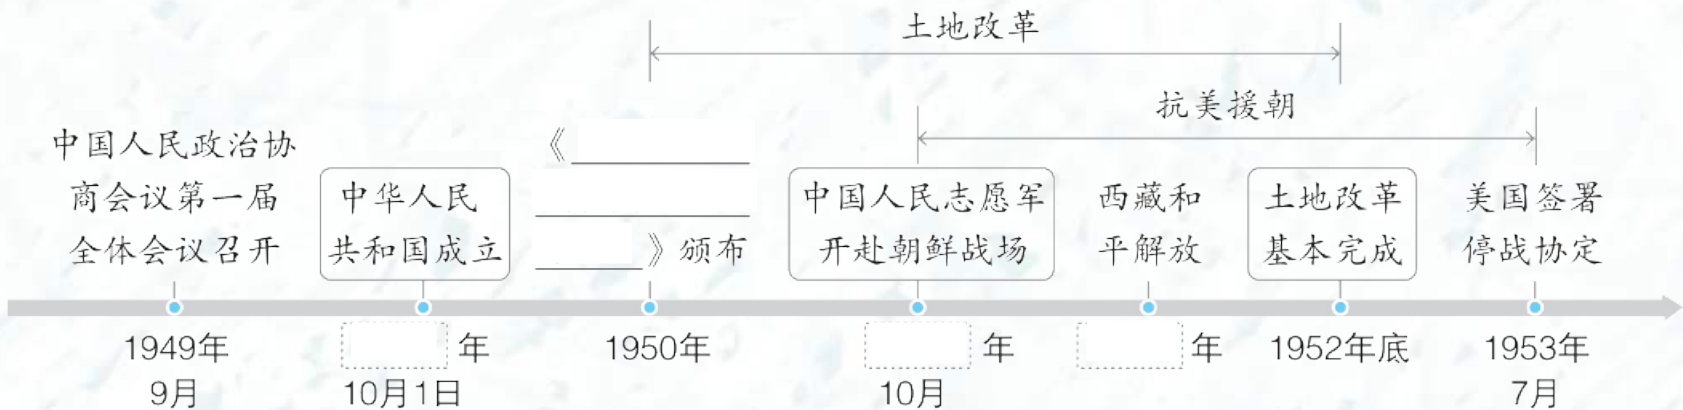 土地改革
抗美援朝
中国人民政治协
商会议第一届
全体会议召开
中华人民
共和国成立
《
》颁布
中国人民志愿军
开赴朝鲜战场
西藏和
平解放
土地改革
基本完成
美国签署
停战协定
1949年
9月
年
10月1日
1950年
年
10月
年
1952年底
1953年
7月